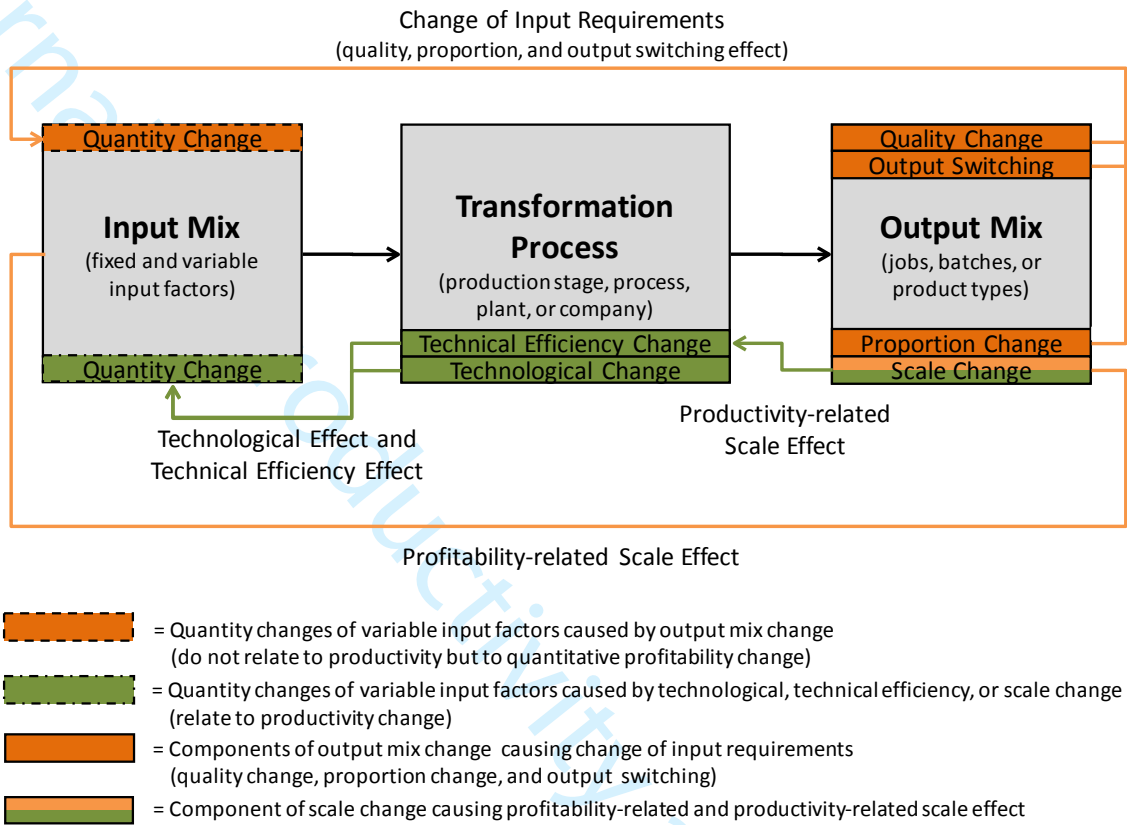 Change of Input Requirements
(quality, proportion, and output switching effect)
Quantity Change
Input Mix
(fixed and variable
input factors)
Quantity Change
Transformation
Process
(production stage, process,
plant, or company)
Technical Efficiency Change
Technological Change
Quality Change
Output Switching
Output Mix
(jobs, batches, or
product types)
Proportion Change
Scale Change
Technological Effect and
Technical Efficiency Effect
Productivity-related
Scale Effect
Profitability-related Scale Effect
= Quantity changes of variable input factors caused by output mix change
(do not relate to productivity but to quantitative profitability change)
= Quantity changes of variable input factors caused by technological, technical efficiency, or scale change
(relate to productivity change)
= Components of output mix change causing change of input requirements
(quality change, proportion change, and output switching)
= Component of scale change causing profitability-related and productivity-related scale effect